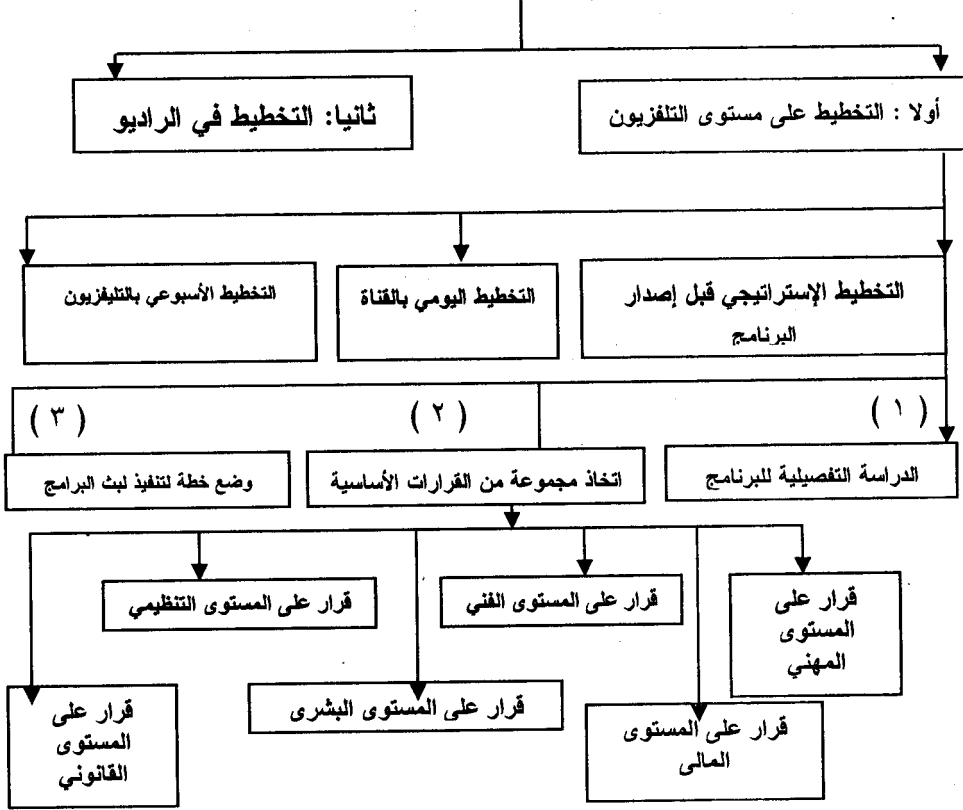 أولا : التخطيط على مستوى التلفزيون
ثانيا: التخطيط في الراديو
التخطيط الإستراتيجي قبل إصدار
البرنامج
التخطيط اليومي بالقناة
التخطيط الأسبوعي بالتليفزيون
( ١ )
( ٢ )
( ٣ )
الدراسة التفصيلية للبرنامج
اتخاذ مجموعة من القرارات الأساسية
وضع خطة لتنفيذ لبث البرامج
قرار على
المستوى
المهني
قرار على المستوى الفني
قرار على المستوى التنظيمي
قرار على المستوى
المالى
قرار على المستوى البشرى
قرار على
المستوى
القانوني